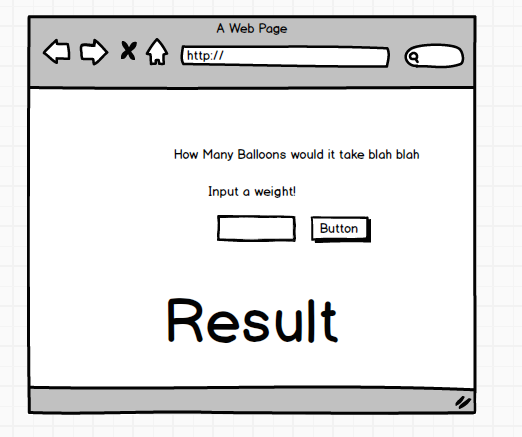 A Web Page
http://
How Many Balloons would it take blah blah
Input a weight!
Button
Result